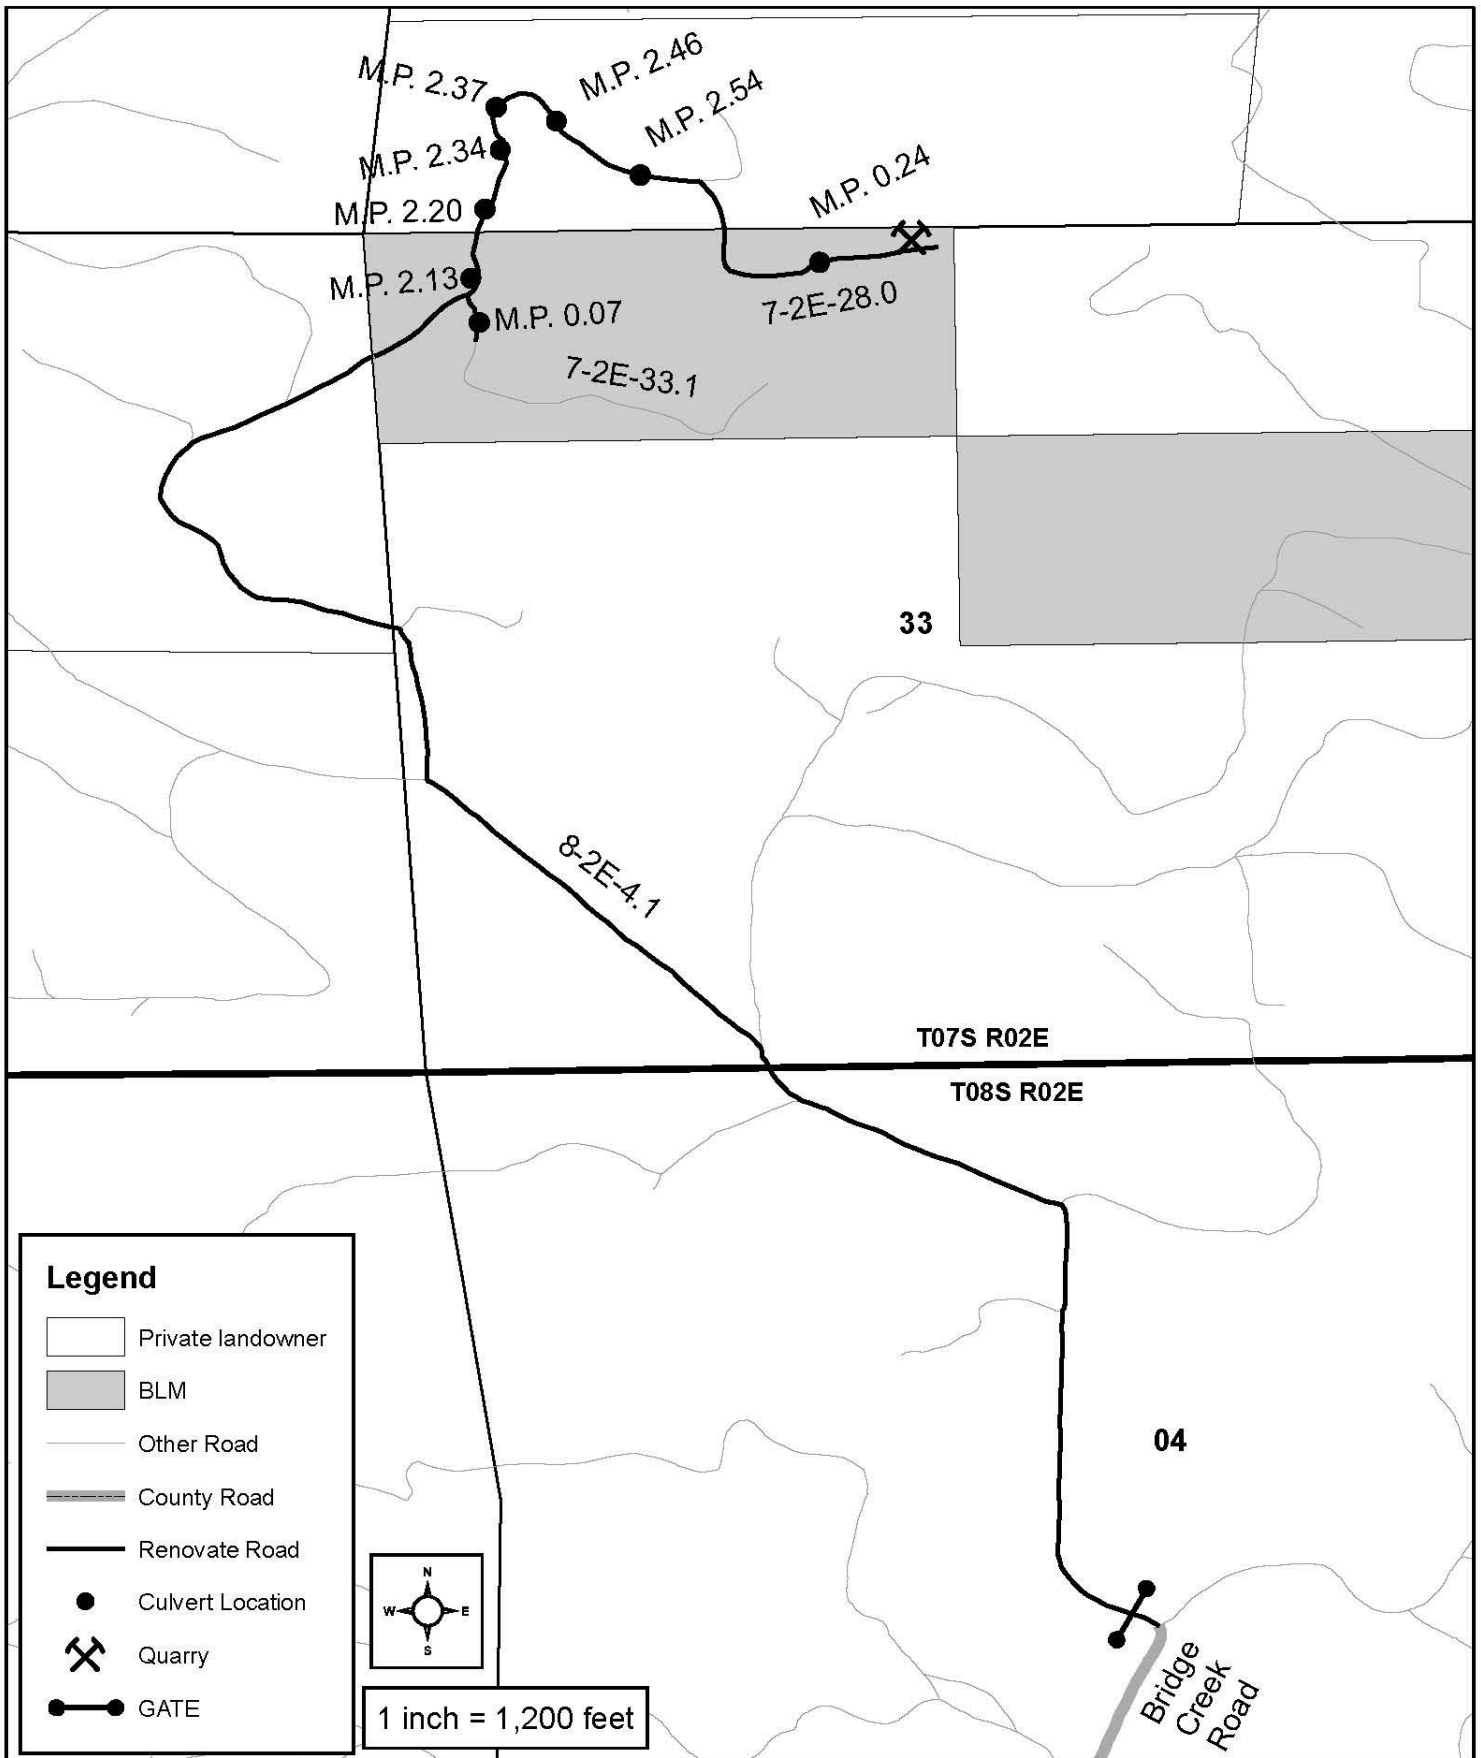 M.P. 2.37
M.P. 2.46
M.P. 2.54
M.P. 2.34
M.P. 0.24
M.P. 2.20
M.P. 2.13
M.P. 0.07
7-2E-28.0
7-2E-33.1
33
8-2E-4.1
T07S R02E
T08S R02E
04
Bridge
Creek
Road
Legend
Private landowner
BLM
Other Road
County Road
Renovate Road
Culvert Location
Quarry
GATE
N
W E
S
1 inch = 1,200 feet